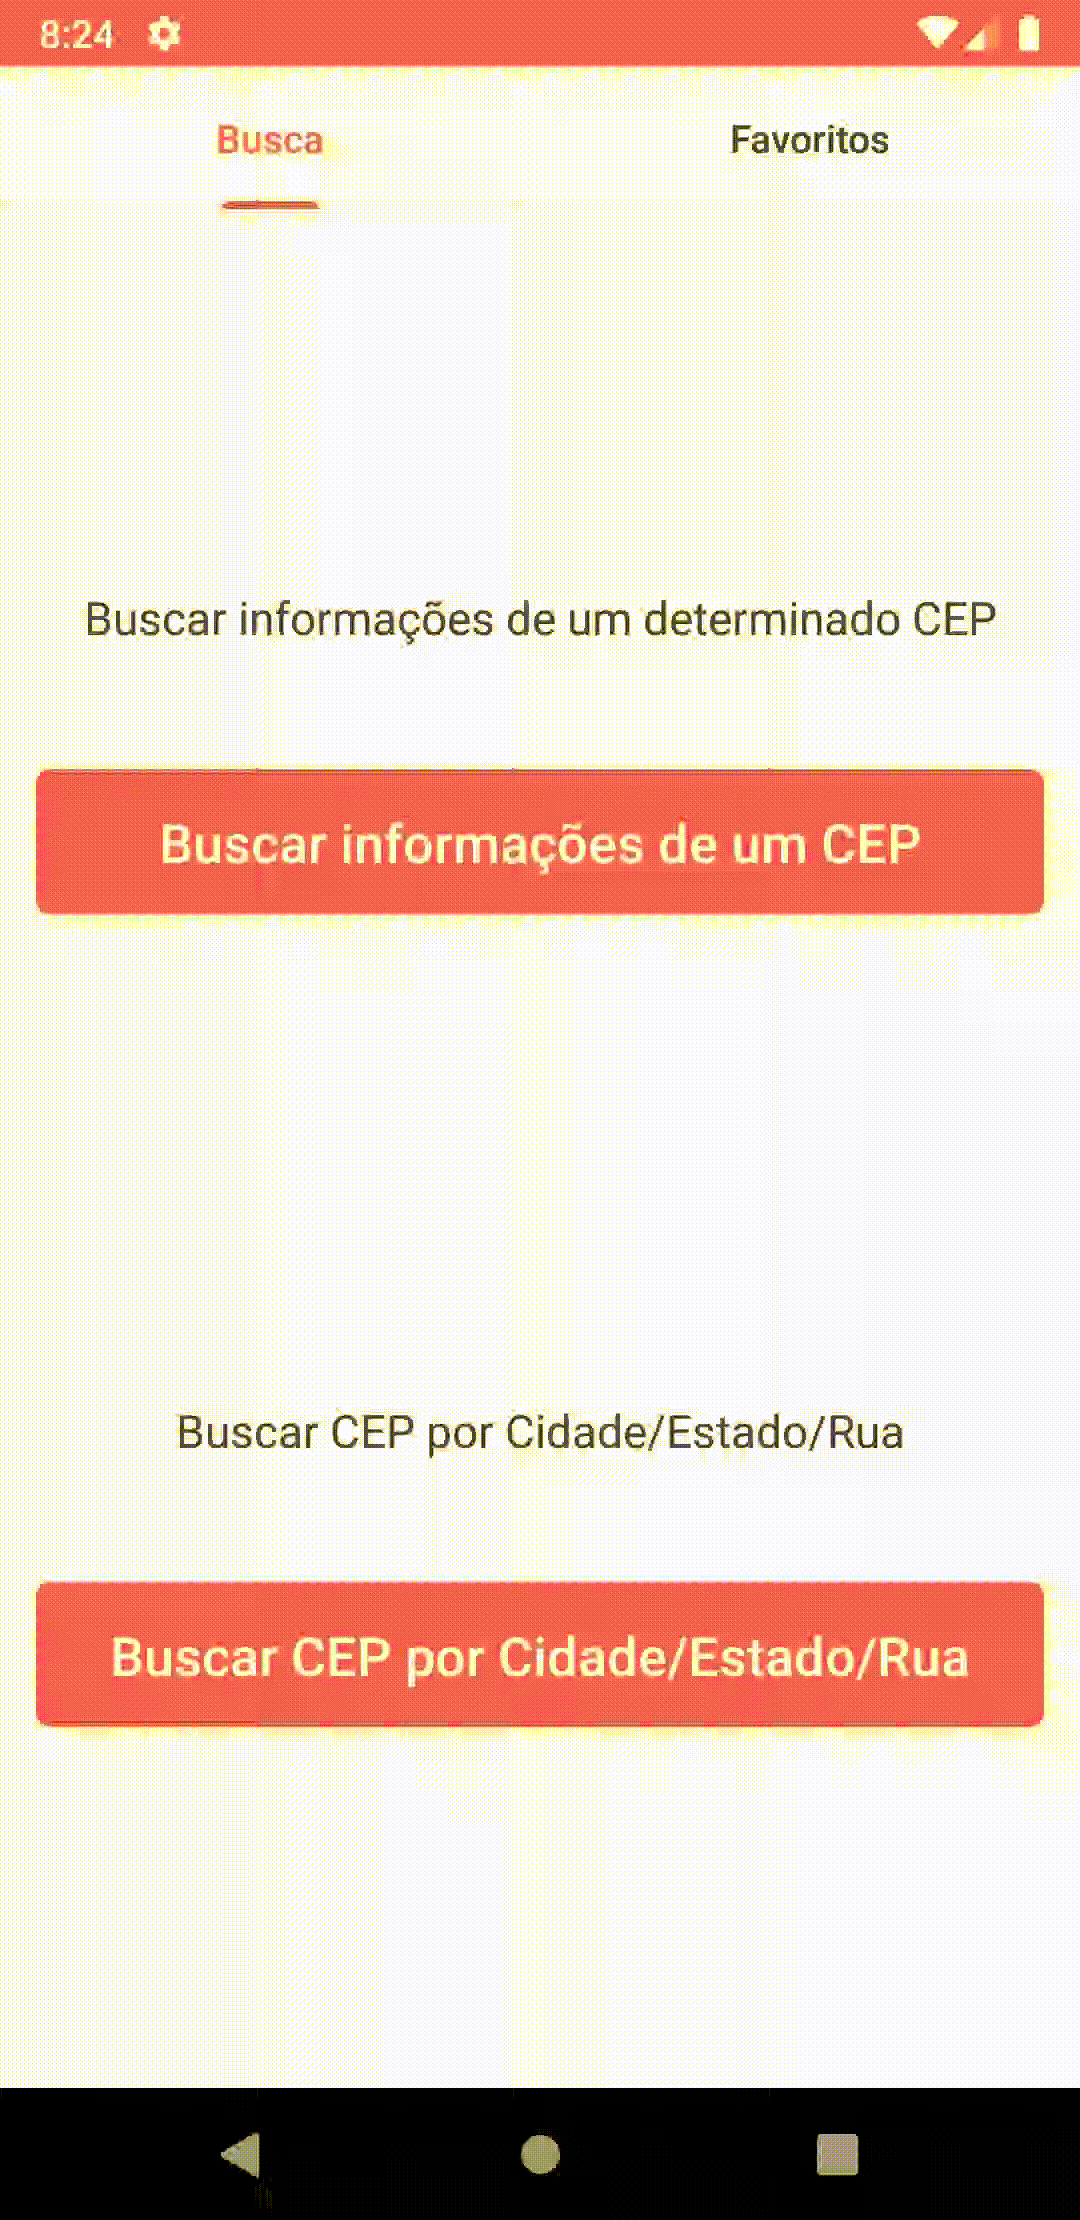 8:24
Busca
Favoritos
Buscar informações de um determinado CEP
Buscar informações de um CEP
Buscar CEP por Cidade/Estado/Rua
Buscar CEP por Cidade/Estado/Rua